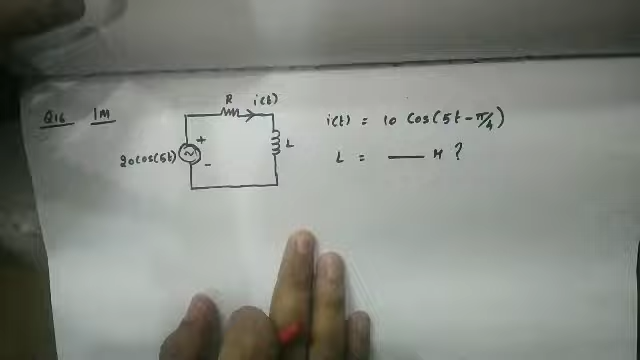 Q16 1M
R i(t)
i(t) = 10 cos(5t - π/4)
+
20cos(5t) ~ L
-
L = ___ H ?